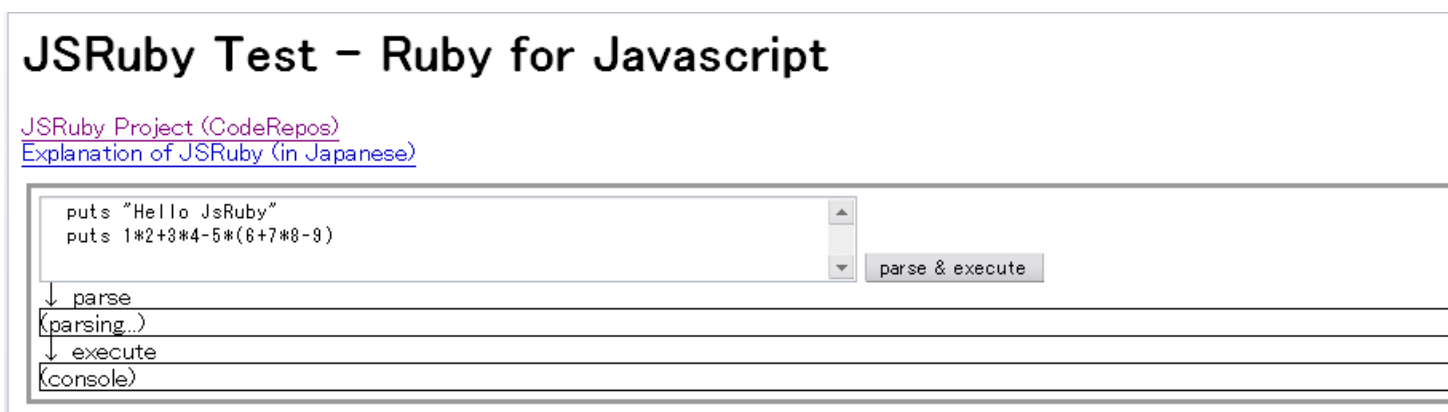 JSRuby Test - Ruby for Javascript
JSRuby Project (CodeRepos)
Explanation of JSRuby (in Japanese)
puts "Hello JsRuby"
puts 1*2+3*4-5*(6+7*8-9)
parse & execute
↓ parse
(parsing...)
↓ execute
(console)